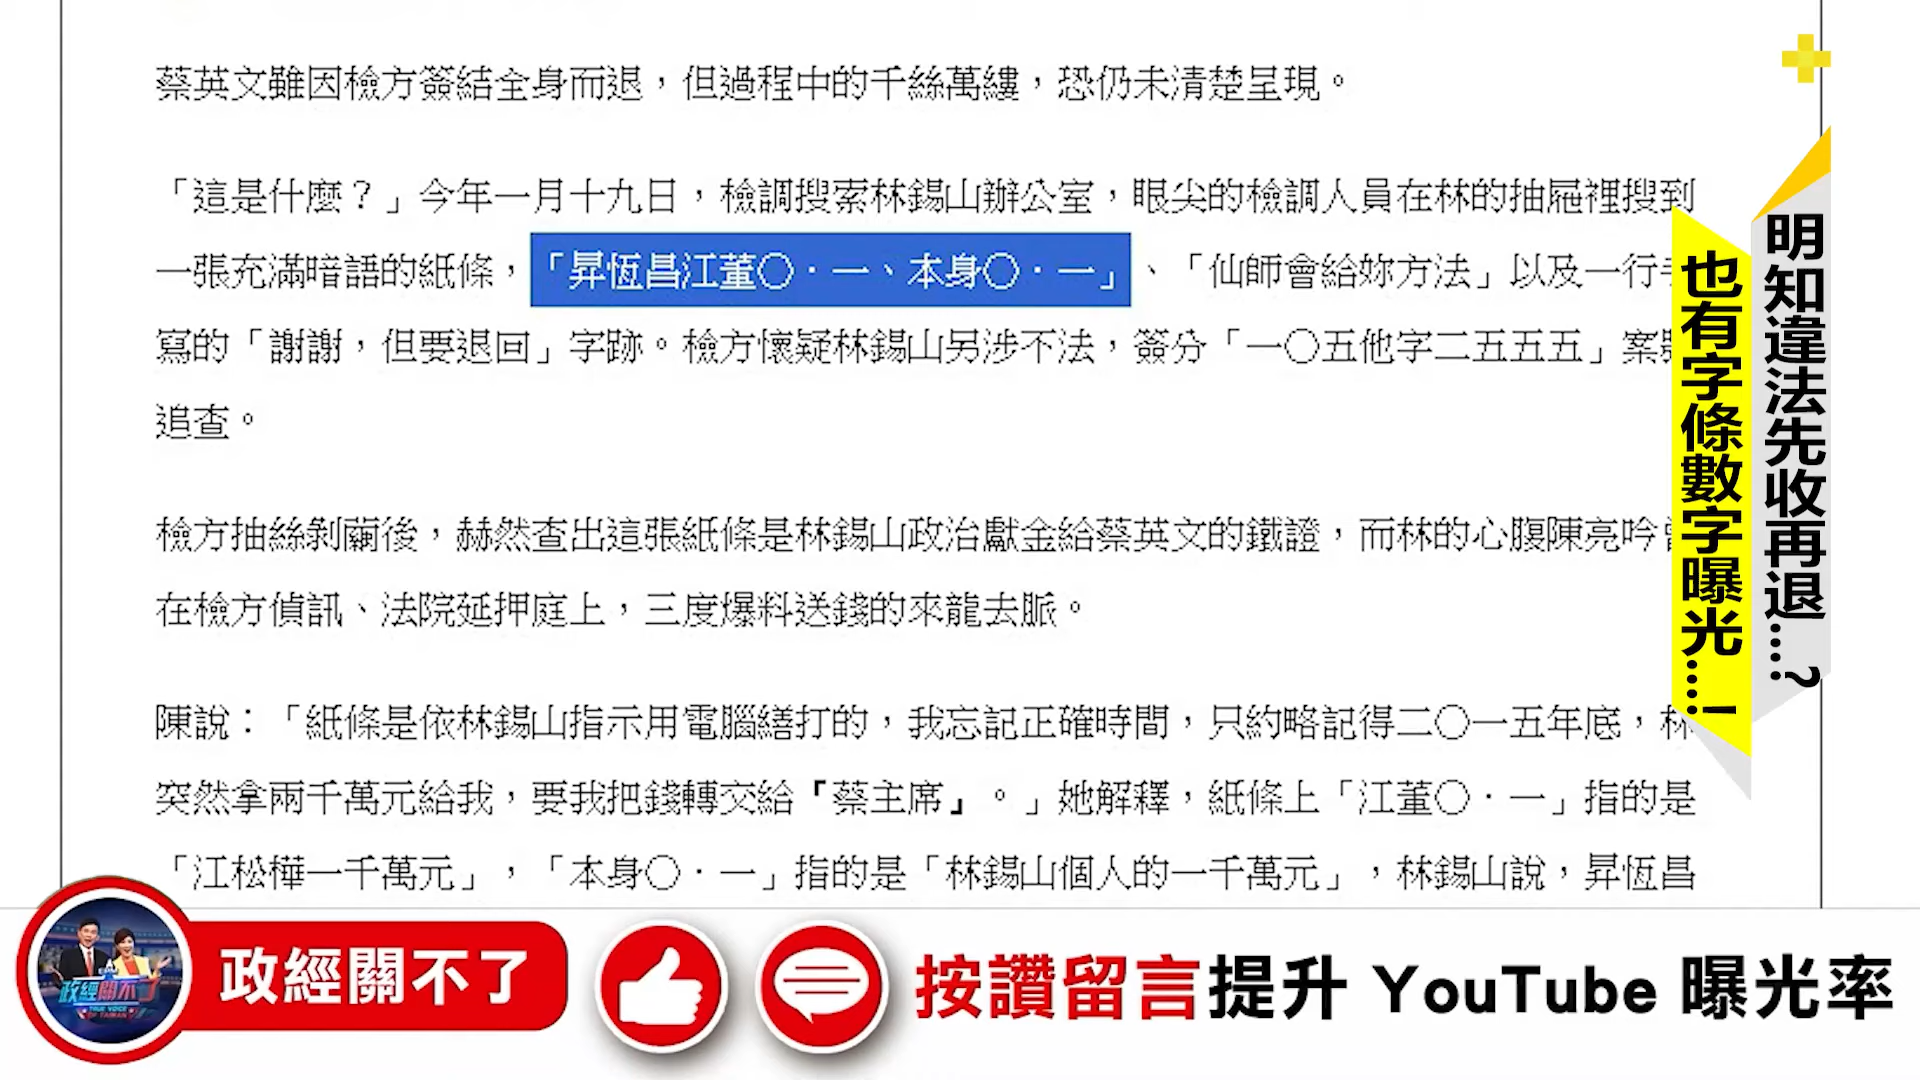 蔡英文雖因檢方簽結全身而退，但過程中的千絲萬縷，恐仍未清楚呈現。
「這是什麼？」今年一月十九日，檢調搜索林錫山辦公室，眼尖的檢調人員在林的抽屜裡搜到
一張充滿暗語的紙條，「昇恆昌江董〇．一、本身〇．一」、「仙師會給妳方法」以及一行手
寫的「謝謝，但要退回」字跡。檢方懷疑林錫山另涉不法，簽分「一〇五他字二五五五」案號
追查。
檢方抽絲剝繭後，赫然查出這張紙條是林錫山政治獻金給蔡英文的鐵證，而林的心腹陳亮吟曾
在檢方偵訊、法院延押庭上，三度爆料送錢的來龍去脈。
陳說：「紙條是依林錫山指示用電腦繕打的，我忘記正確時間，只約略記得二〇一五年底，林
突然拿兩千萬元給我，要我把錢轉交給『蔡主席』。」她解釋，紙條上「江董〇．一」指的是
「江松樺一千萬元」，「本身〇．一」指的是「林錫山個人的一千萬元」，林錫山說，昇恆昌
明知違法先收再退....?
也有字條數字曝光....!
政經關不了
TRUE VOICE
OF TAIWAN
政經關不了
按讚留言提升 YouTube 曝光率